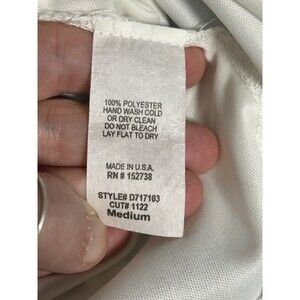 100% POLYESTER
HAND WASH COLD
OR DRY CLEAN
DO NOT BLEACH
LAY FLAT TO DRY
MADE IN U.S.A.
RN # 152738
STYLE# D717103
CUT# 1122
Medium